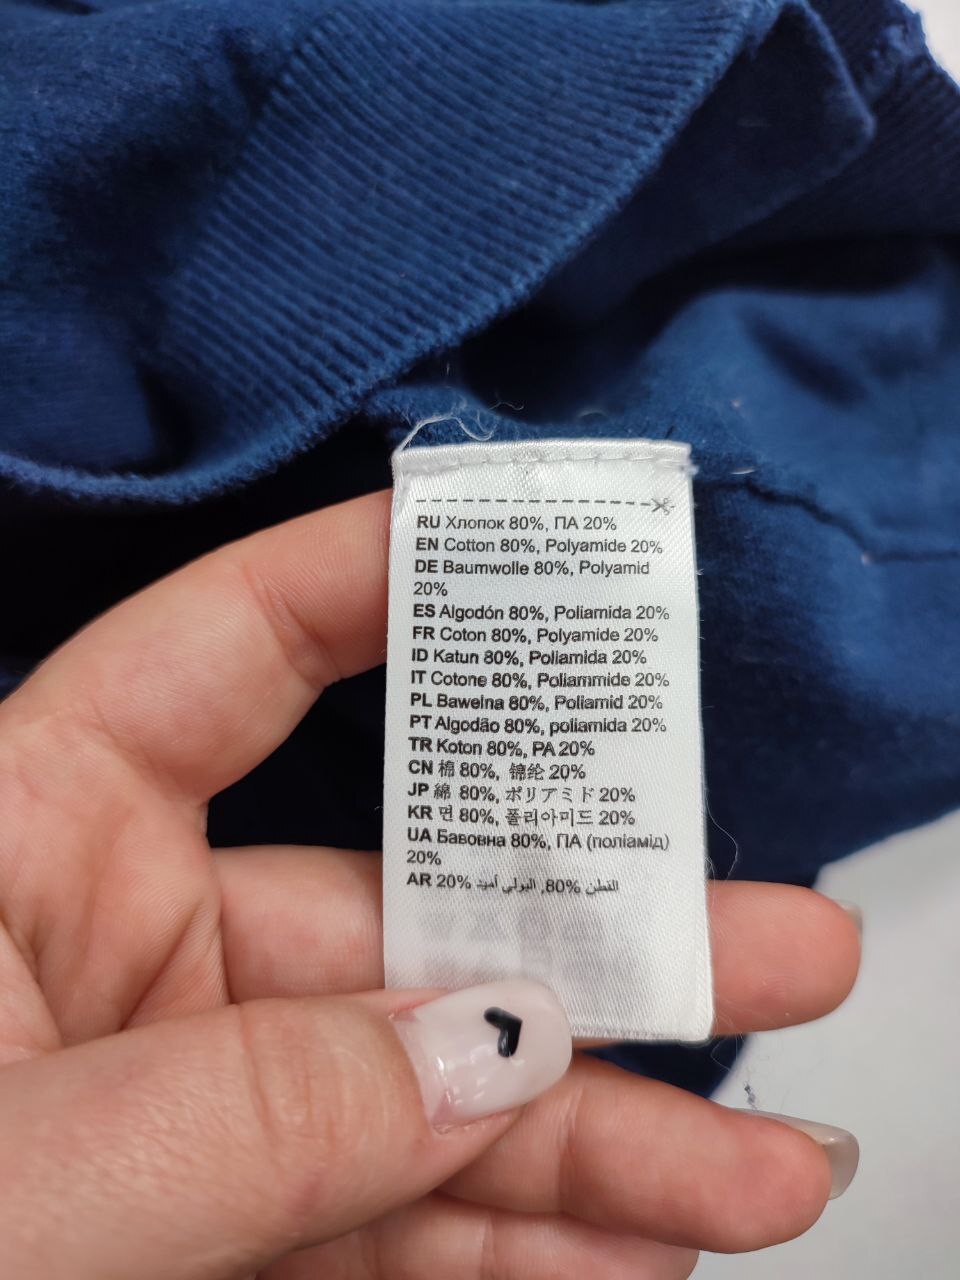 RU Хлопок 80%, ПА 20%
EN Cotton 80%, Polyamide 20%
DE Baumwolle 80%, Polyamid
20%
ES Algodón 80%, Poliamida 20%
FR Coton 80%, Polyamide 20%
ID Katun 80%, Poliamida 20%
IT Cotone 80%, Poliammmide 20%
PL Bawełna 80%, Poliamid 20%
PT Algodão 80%, poliamida 20%
TR Koton 80%, PA 20%
CN 棉 80%, 锦纶 20%
JP 綿 80%, ポリアミド 20%
KR 면 80%, 폴리아미드 20%
UA Бавовна 80%, ПА (поліамід)
20%
AR 20% القطن 80%, البولي أميد